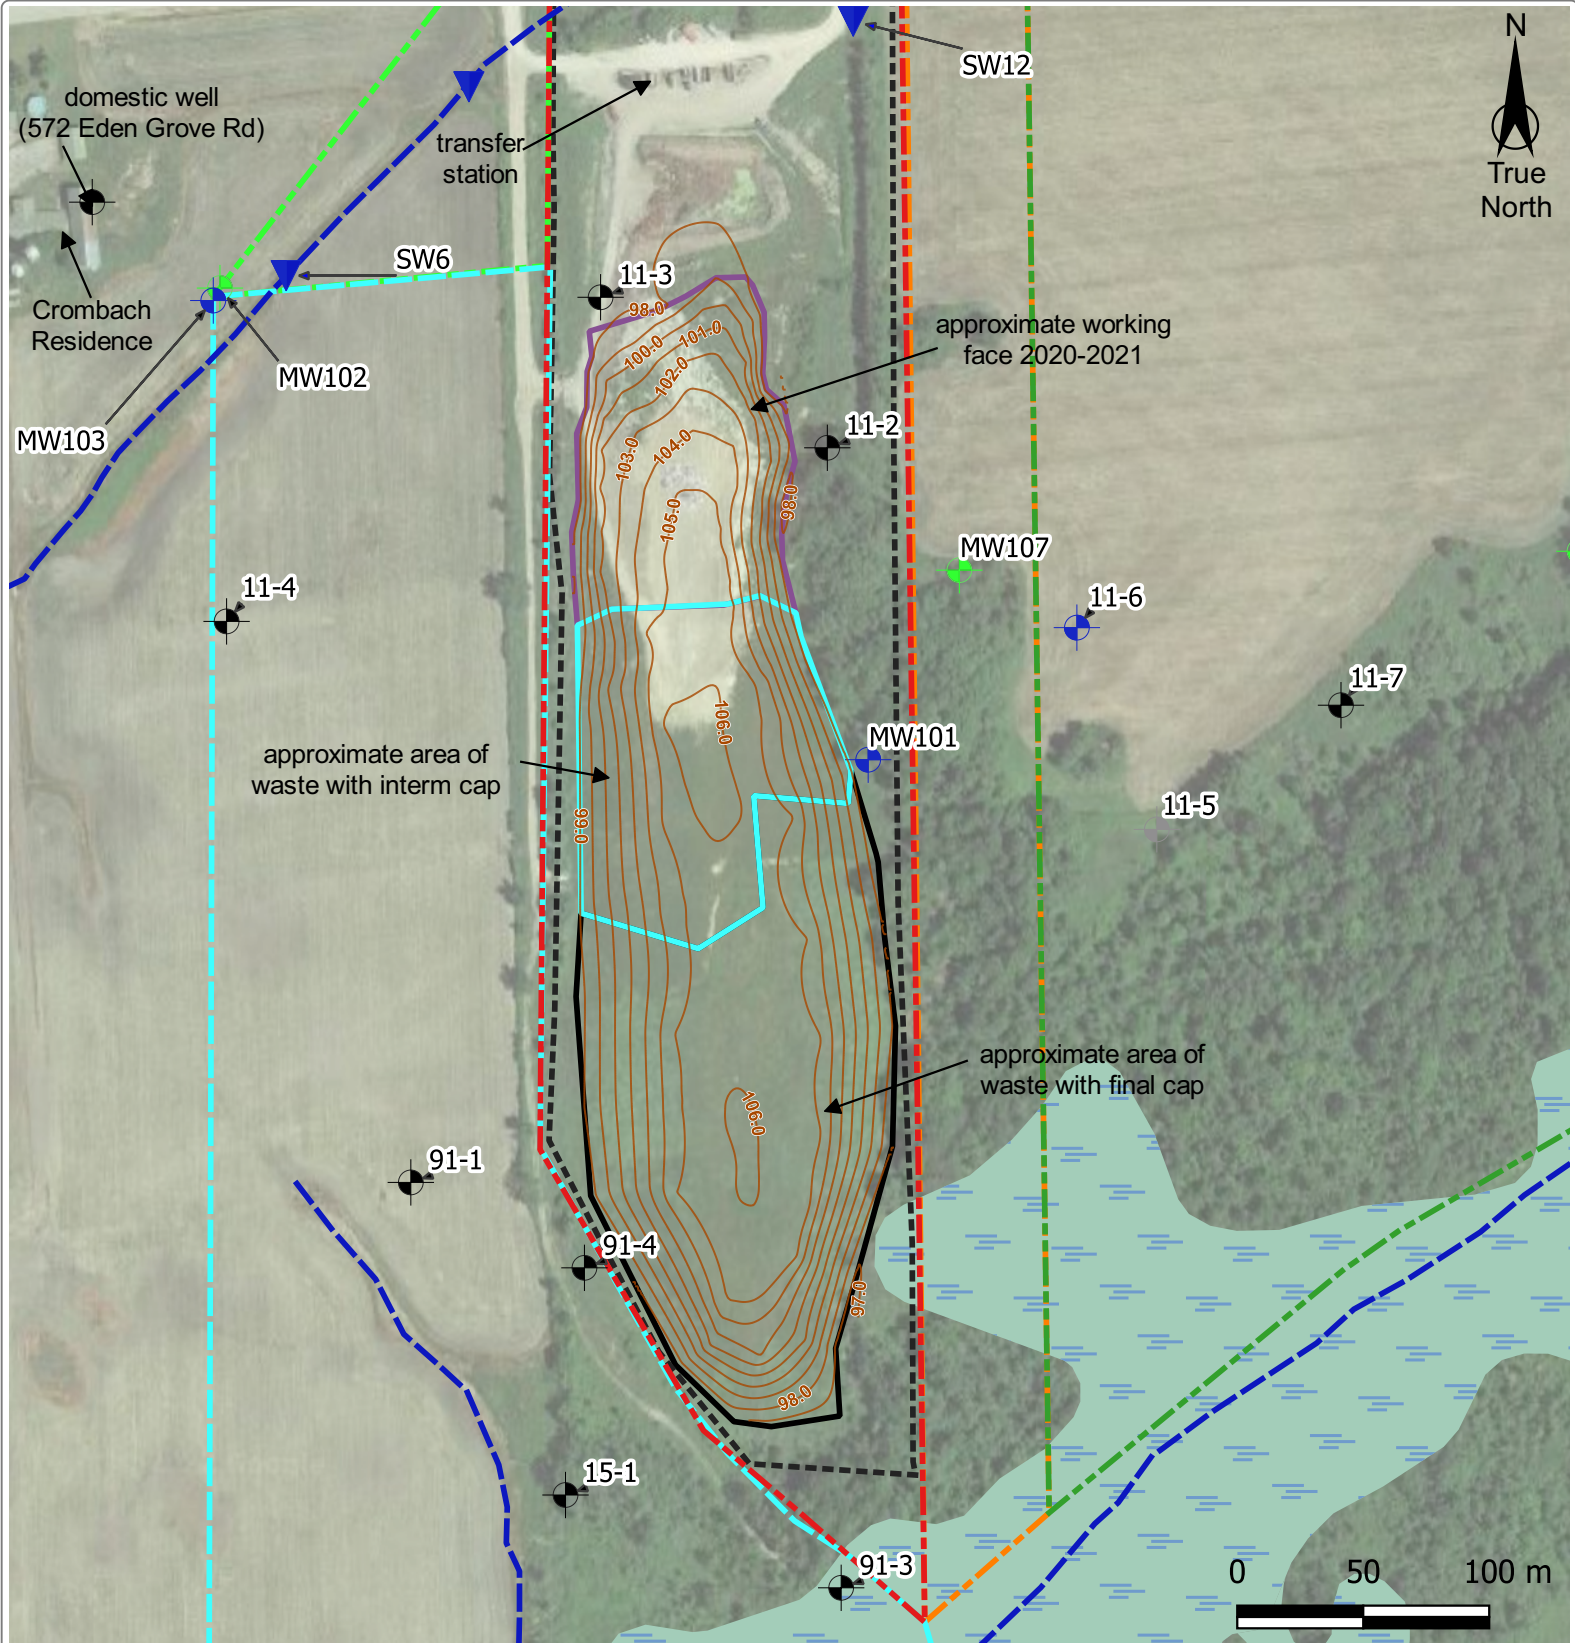 N
True
North
SW12
domestic well
(572 Eden Grove Rd)
transfer
station
SW6
11-3
Crombach
Residence
98.0
101.0
100.0
102.0
approximate working
face 2020-2021
MW102
MW103
11-2
103.0
104.0
98.0
105.0
MW107
11-4
11-6
11-7
106.0
MW101
approximate area of
waste with interm cap
11-5
99.0
approximate area of
waste with final cap
106.0
91-1
91-4
97.0
98.0
15-1
91-3
0 50 100 m